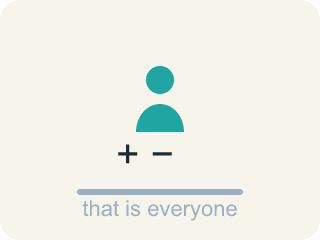 + −
that is everyone